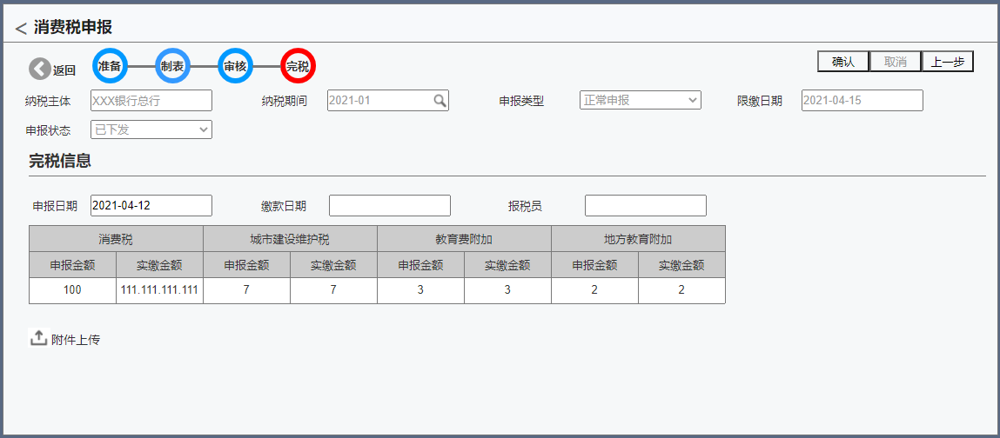 < 消费税申报
返回 准备 制表 审核 完税 确认 取消 上一步
纳税主体 XXX银行总行 纳税期间 2021-01 申报类型 正常申报 限缴日期 2021-04-15
申报状态 已下发
完税信息
申报日期 2021-04-12 缴款日期 报税员
消费税 城市建设维护税 教育费附加 地方教育附加
申报金额 实缴金额 申报金额 实缴金额 申报金额 实缴金额 申报金额 实缴金额
100 111.111.111.111 7 7 3 3 2 2
附件上传